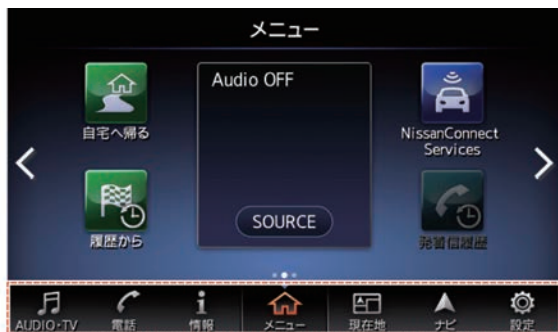 メニュー
自宅へ帰る
Audio OFF
NissanConnect
Services
履歴から
SOURCE
発着信履歴
AUDIO・TV 電話 情報 メニュー 現在地 ナビ 設定